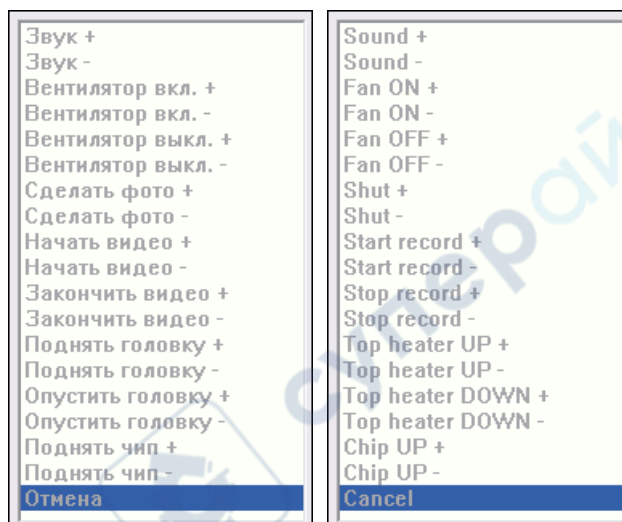 Звук +
Звук -
Вентилятор вкл. +
Вентилятор вкл. -
Вентилятор выкл. +
Вентилятор выкл. -
Сделать фото +
Сделать фото -
Начать видео +
Начать видео -
Закончить видео +
Закончить видео -
Поднять головку +
Поднять головку -
Опустить головку +
Опустить головку -
Поднять чип +
Поднять чип -
Отмена
Sound +
Sound -
Fan ON +
Fan ON -
Fan OFF +
Fan OFF -
Shut +
Shut -
Start record +
Start record -
Stop record +
Stop record -
Top heater UP +
Top heater UP -
Top heater DOWN +
Top heater DOWN -
Chip UP +
Chip UP -
Cancel
суперайс